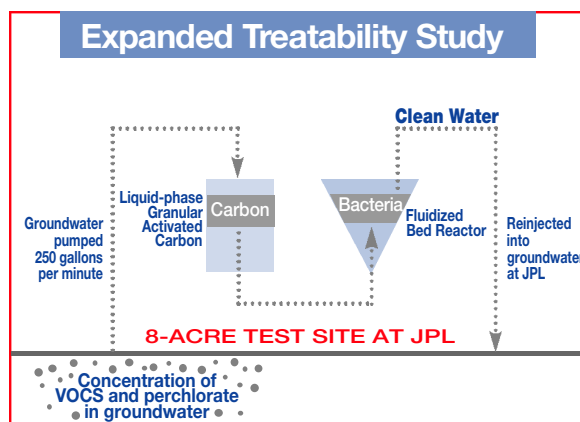 Expanded Treatability Study
Clean Water
Liquid-phase
Granular
Activated
Carbon
Carbon
Bacteria
Fluidized
Bed Reactor
Groundwater
pumped
250 gallons
per minute
Reinjected
into
groundwater
at JPL
8-ACRE TEST SITE AT JPL
Concentration of
VOCS and perchlorate
in groundwater